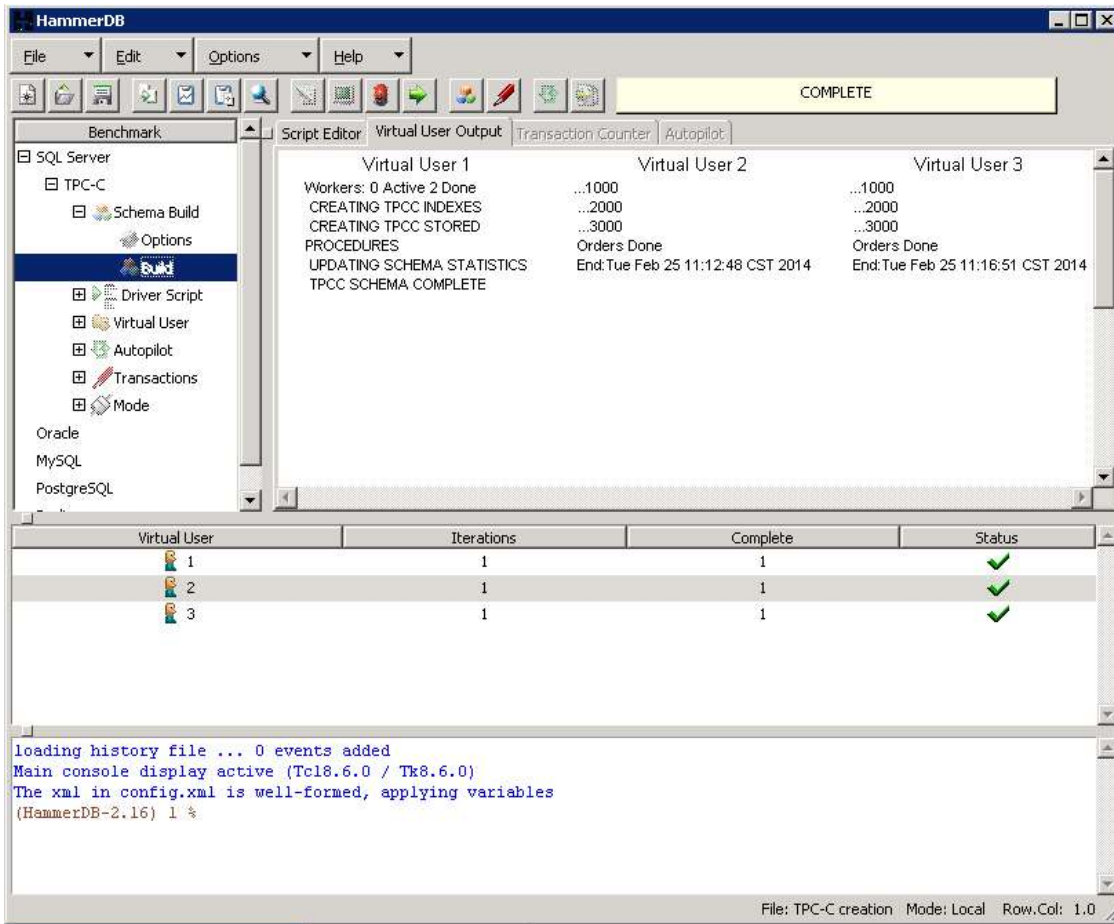 HammerDB
File Edit Options Help
COMPLETE
Benchmark
SQL Server
TPC-C
Schema Build
Options
Build
Driver Script
Virtual User
Autopilot
Transactions
Mode
Oracle
MySQL
PostgreSQL
Script Editor Virtual User Output Transaction Counter Autopilot
Virtual User 1 Virtual User 2 Virtual User 3
Workers: 0 Active 2 Done ...1000 ...1000
CREATING TPCC INDEXES ...2000 ...2000
CREATING TPCC STORED ...3000 ...3000
PROCEDURES Orders Done Orders Done
UPDATING SCHEMA STATISTICS End:Tue Feb 25 11:12:48 CST 2014 End:Tue Feb 25 11:16:51 CST 2014
TPCC SCHEMA COMPLETE
Virtual User Iterations Complete Status
1 1 1
2 1 1
3 1 1
loading history file ... 0 events added
Main console display active (Tcl8.6.0 / Tk8.6.0)
The xml in config.xml is well-formed, applying variables
(HammerDB-2.16) 1 %
File: TPC-C creation Mode: Local Row.Col: 1.0